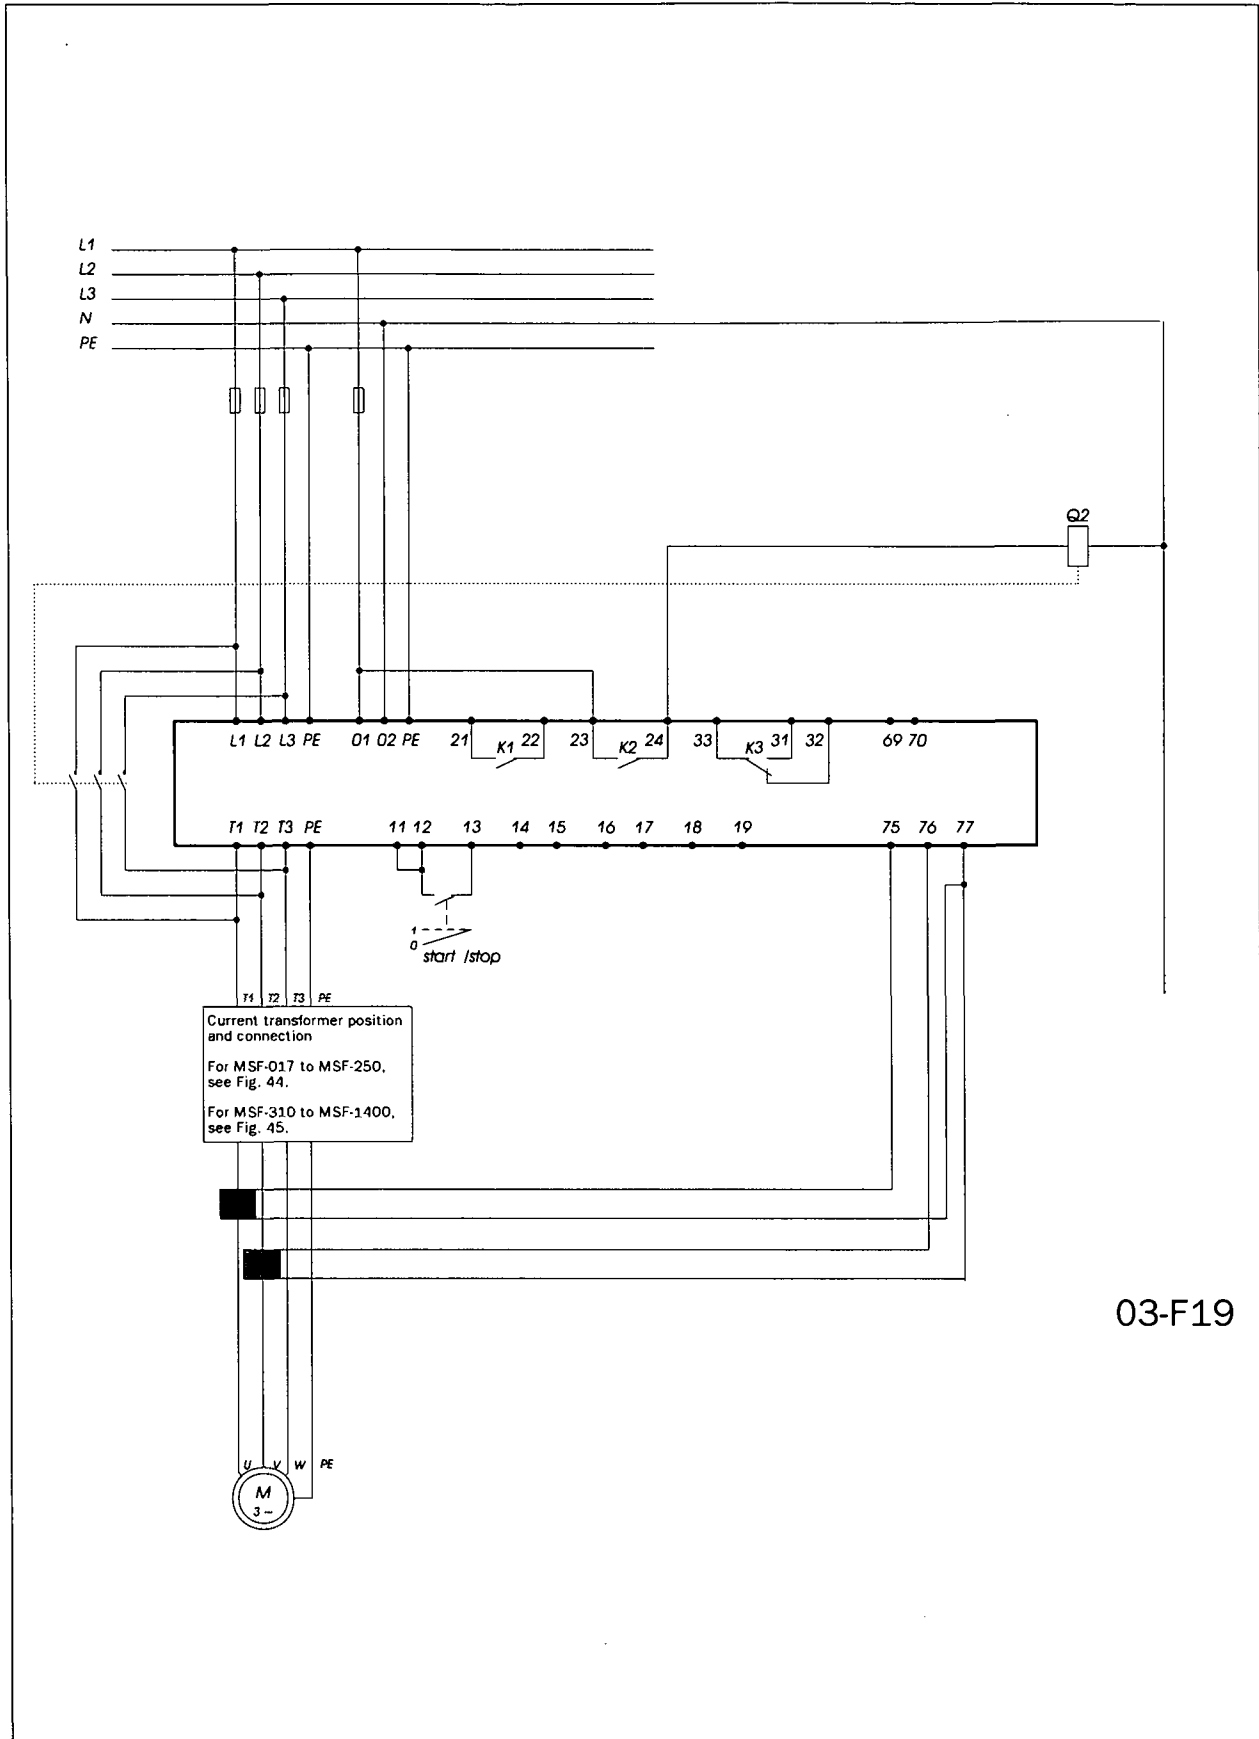 L1
L2
L3
N
PE
Q2
L1 L2 L3 PE 01 02 PE 21 K1 22 23 K2 24 33 K3 31 32 69 70
T1 T2 T3 PE 11 12 13 14 15 16 17 18 19 75 76 77
1
0
start /stop
T1 T2 T3 PE
Current transformer position
and connection
For MSF-017 to MSF-250,
see Fig. 44.
For MSF-310 to MSF-1400,
see Fig. 45.
03-F19
U V W PE
M
3~